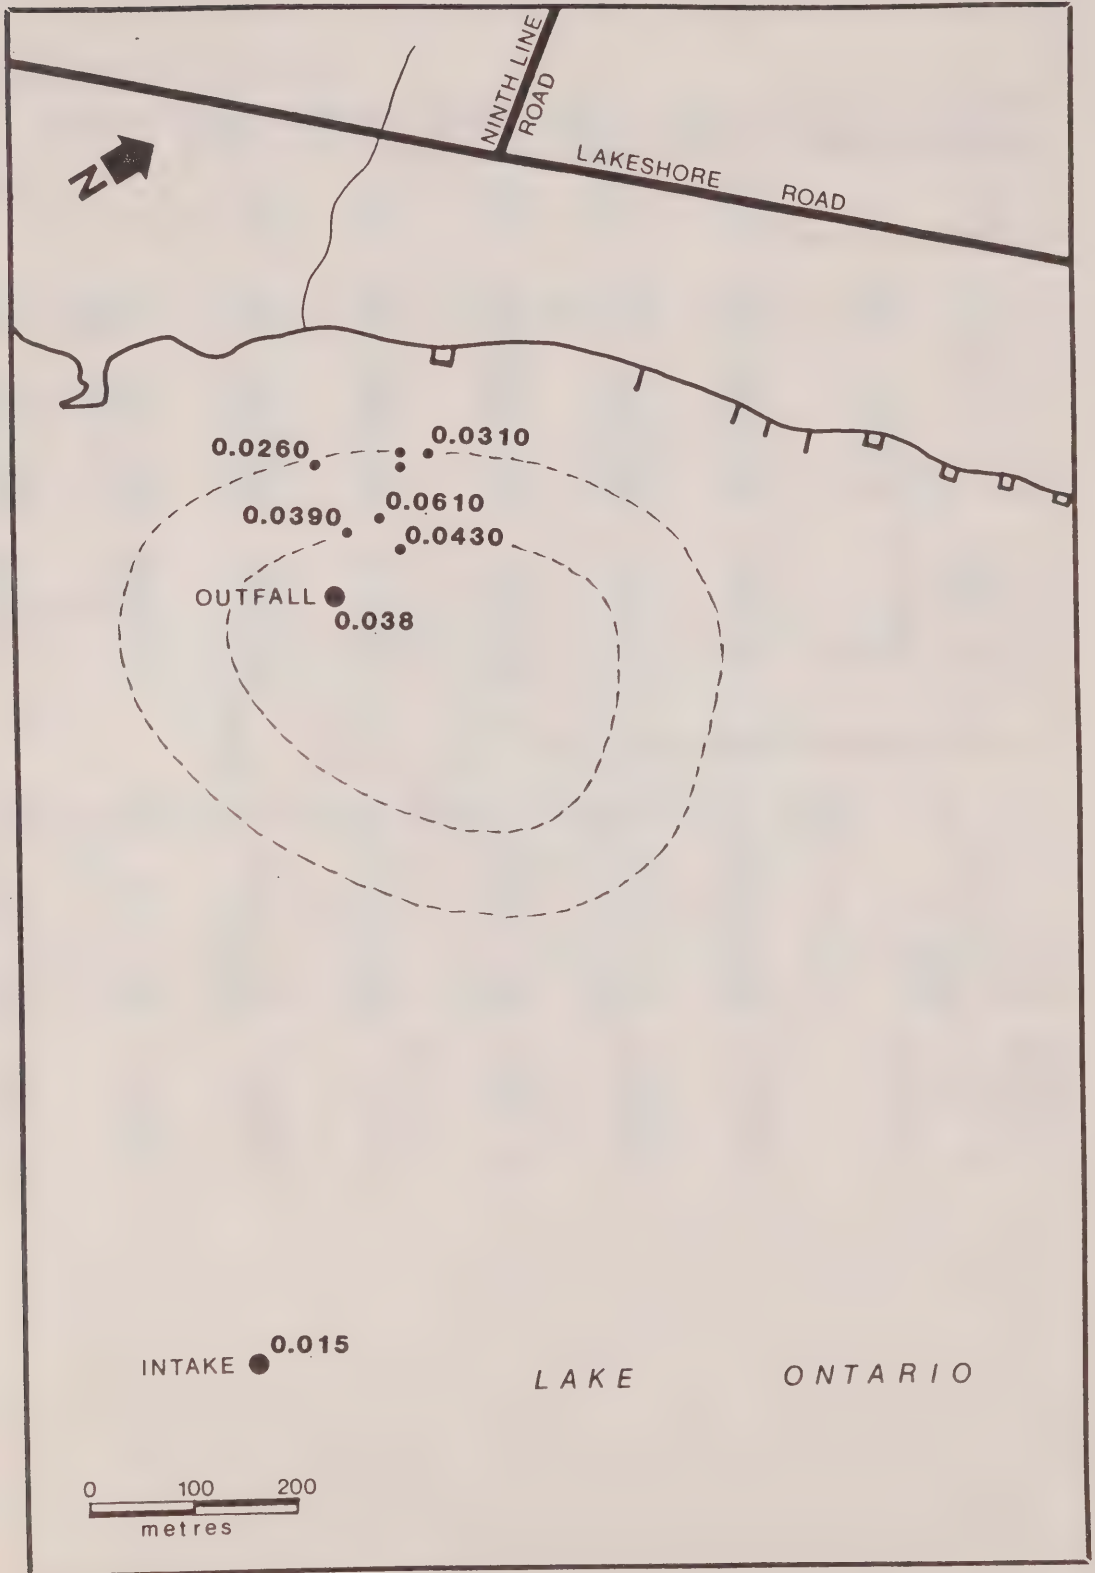 NINTH LINE
ROAD
LAKESHORE ROAD
N
0.0260
0.0310
0.0390
0.0610
0.0430
OUTFALL
0.038
INTAKE
0.015
LAKE ONTARIO
0 100 200
metres